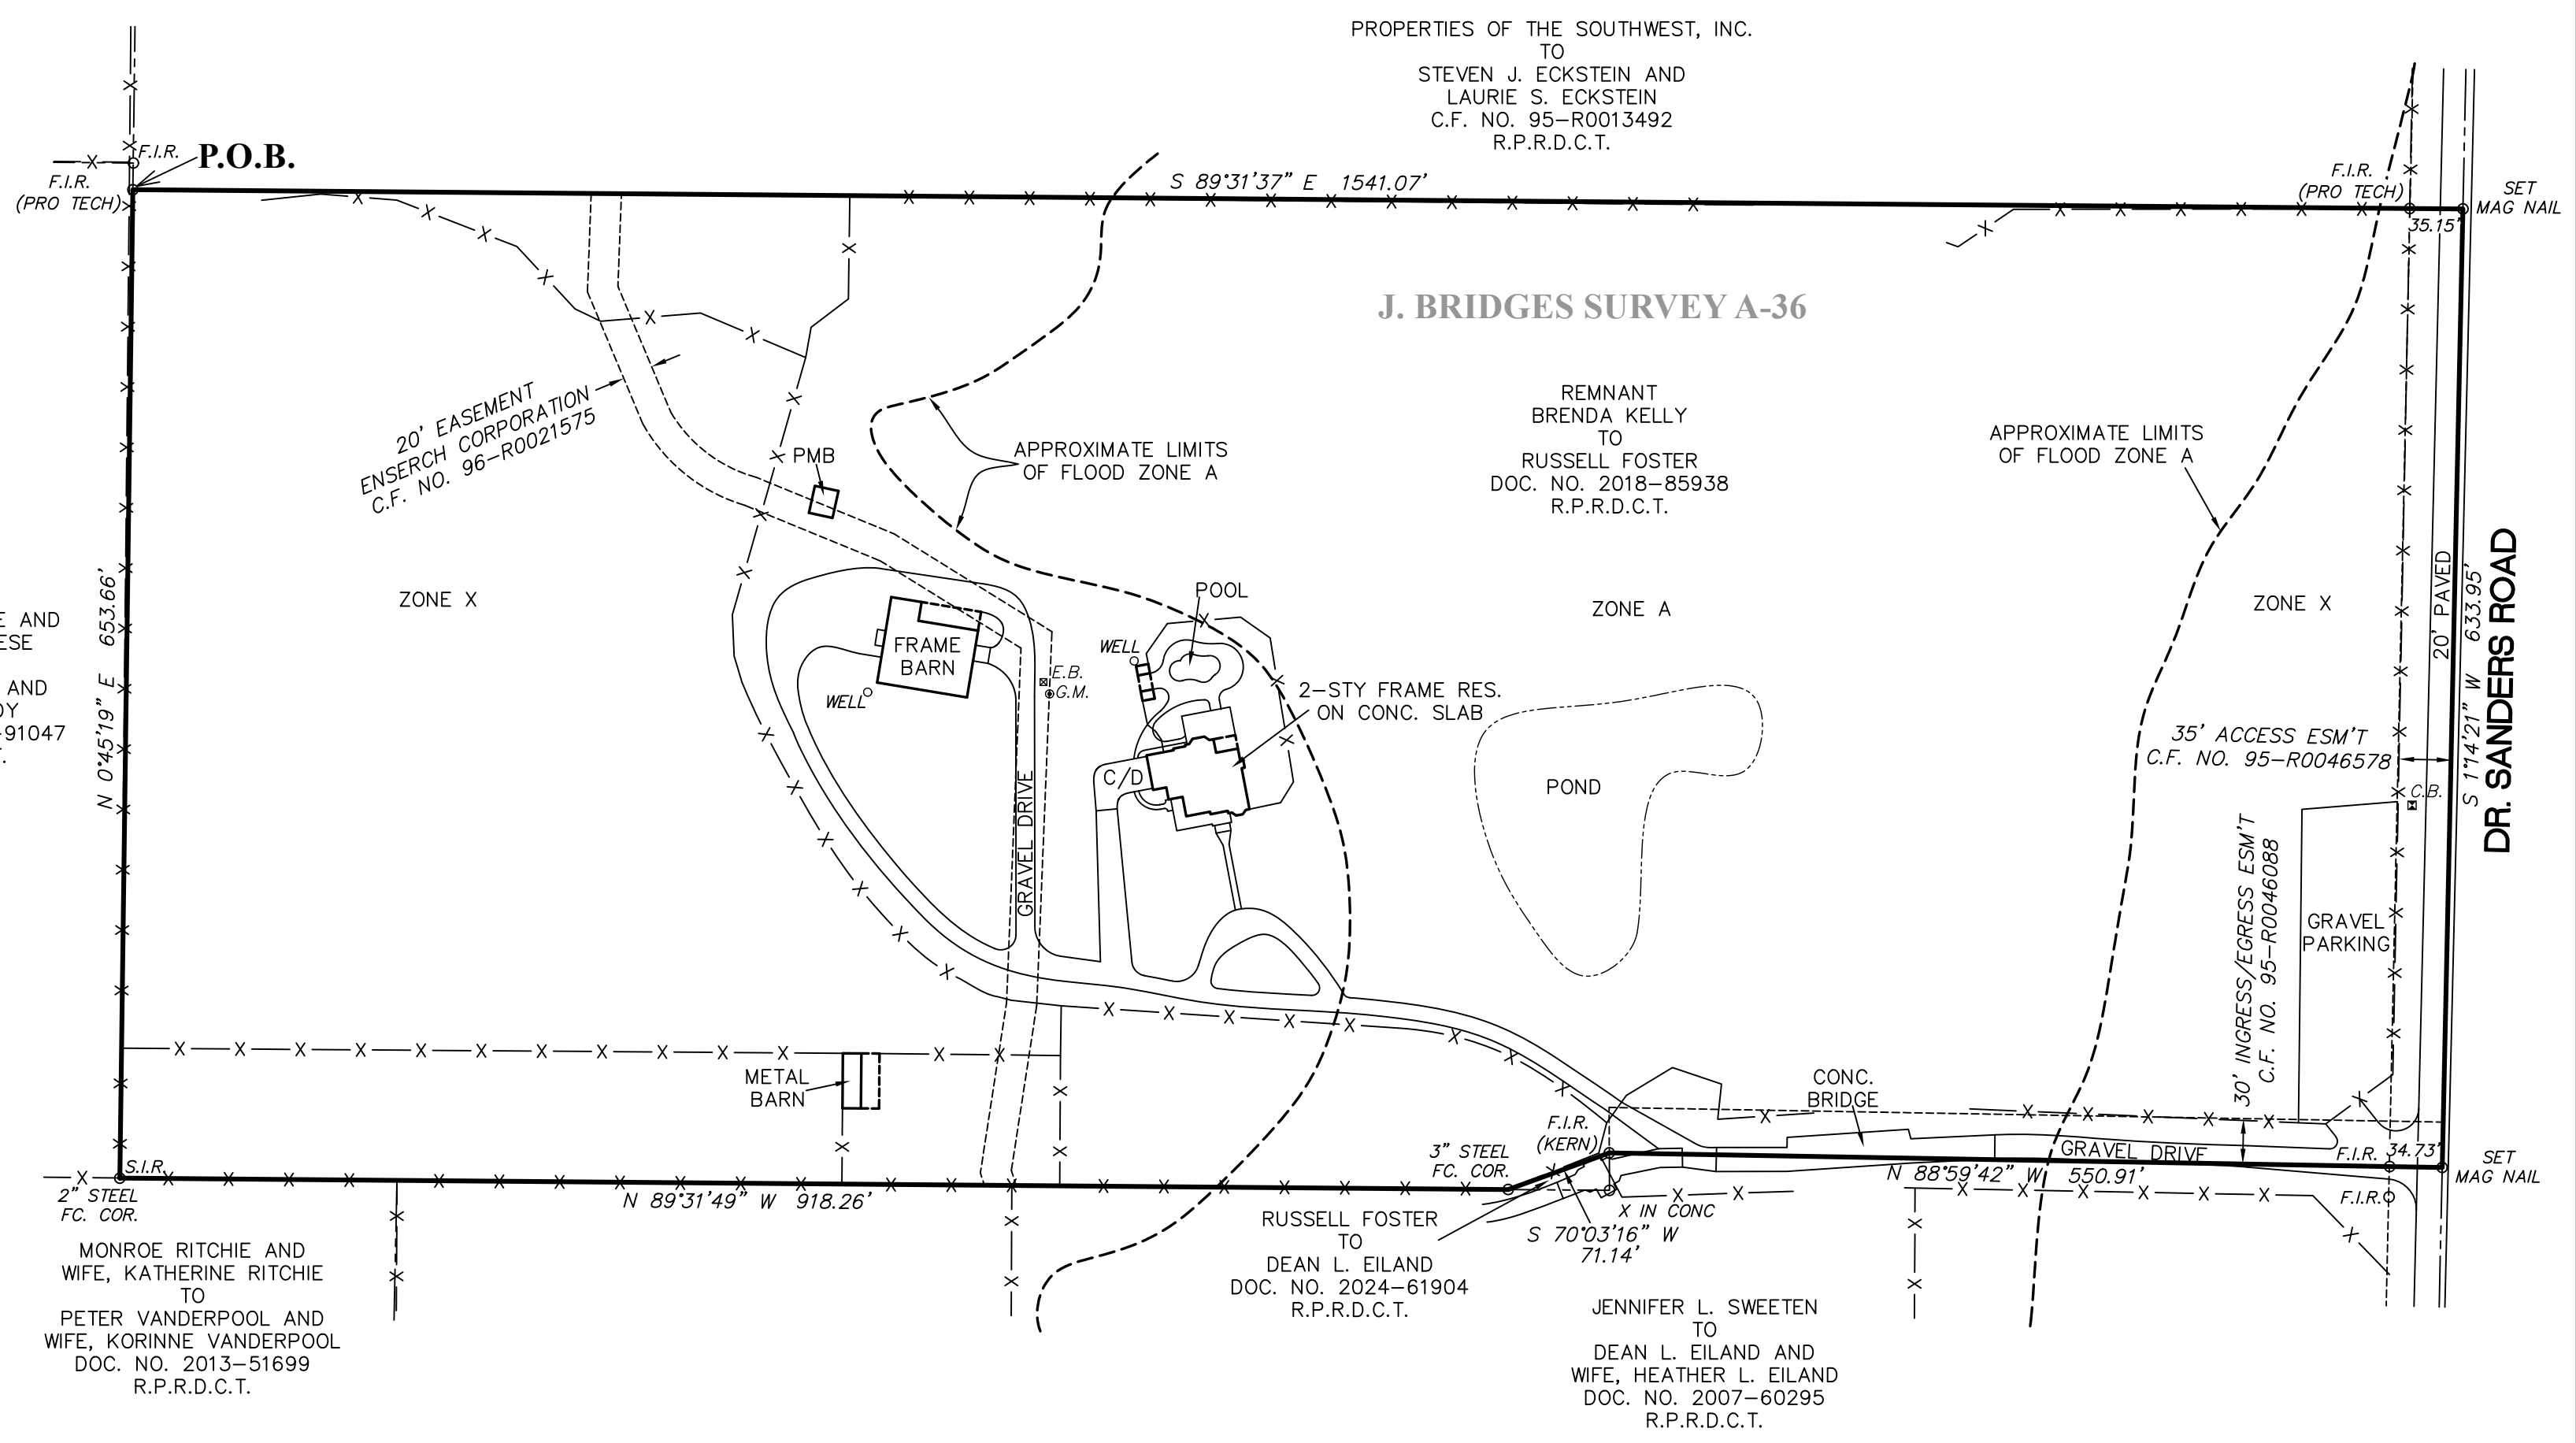 PROPERTIES OF THE SOUTHWEST, INC.
TO
STEVEN J. ECKSTEIN AND
LAURIE S. ECKSTEIN
C.F. NO. 95-R0013492
R.P.R.D.C.T.
F.I.R.
P.O.B.
F.I.R.
(PRO TECH)
S 89°31'37" E 1541.07'
F.I.R.
(PRO TECH)
SET
MAG NAIL
35.15'
J. BRIDGES SURVEY A-36
20' EASEMENT
ENSERCH CORPORATION
C.F. NO. 96-R0021575
PMB
APPROXIMATE LIMITS
OF FLOOD ZONE A
REMNANT
BRENDA KELLY
TO
RUSSELL FOSTER
DOC. NO. 2018-85938
R.P.R.D.C.T.
APPROXIMATE LIMITS
OF FLOOD ZONE A
ZONE X
POOL
ZONE A
ZONE X
20' PAVED
S 1°14'21" W 633.95'
DR. SANDERS ROAD
E AND
ESE
AND
DY
-91047
T.
N 0°45'19" E 653.66'
FRAME
BARN
WELL
WELL
E.B.
G.M.
2-STY FRAME RES.
ON CONC. SLAB
C/D
GRAVEL DRIVE
POND
35' ACCESS ESM'T
C.F. NO. 95-R0046578
C.B.
30' INGRESS/EGRESS ESM'T
C.F. NO. 95-R0046088
GRAVEL
PARKING
METAL
BARN
CONC.
BRIDGE
F.I.R.
(KERN)
3" STEEL
FC. COR.
GRAVEL DRIVE
F.I.R.
34.73'
SET
MAG NAIL
S.I.R.
2" STEEL
FC. COR.
N 89°31'49" W 918.26'
N 88°59'42" W 550.91'
F.I.R.
X IN CONC
S 70°03'16" W
71.14'
RUSSELL FOSTER
TO
DEAN L. EILAND
DOC. NO. 2024-61904
R.P.R.D.C.T.
MONROE RITCHIE AND
WIFE, KATHERINE RITCHIE
TO
PETER VANDERPOOL AND
WIFE, KORINNE VANDERPOOL
DOC. NO. 2013-51699
R.P.R.D.C.T.
JENNIFER L. SWEETEN
TO
DEAN L. EILAND AND
WIFE, HEATHER L. EILAND
DOC. NO. 2007-60295
R.P.R.D.C.T.